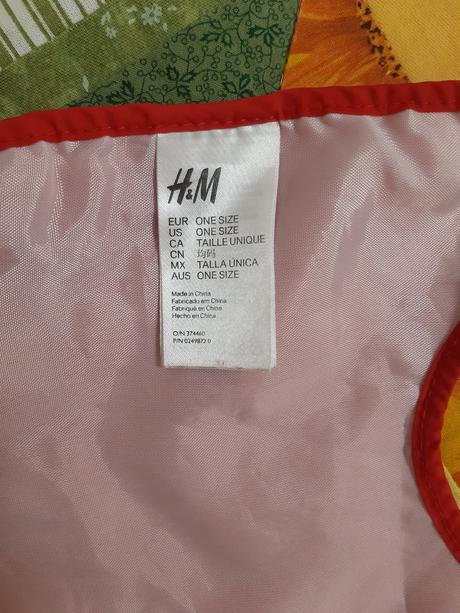 H&M
EUR ONE SIZE
US ONE SIZE
CA TAILLE UNIQUE
CN 均码
MX TALLA ÚNICA
AUS ONE SIZE
Made in China
Fabricado em China
Fabriqué en China
Hecho en China
O/N 374460
P/N 0249872 0